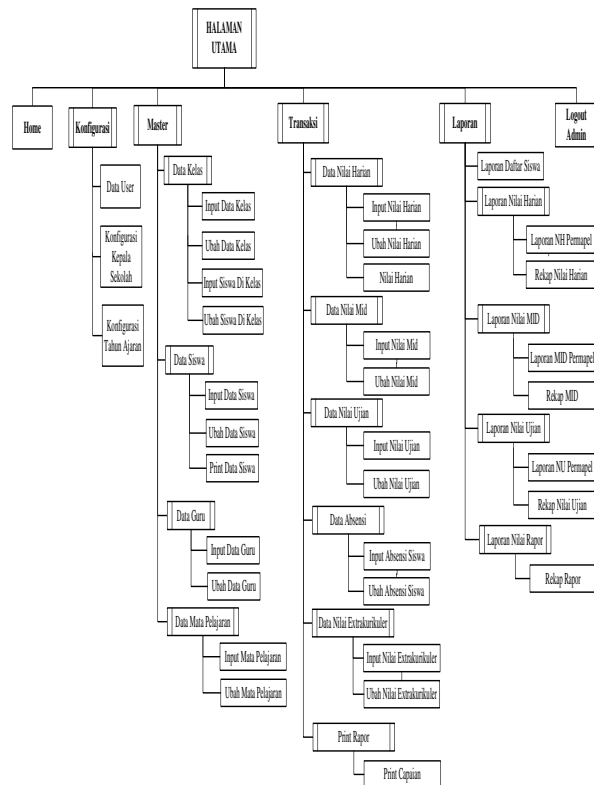 HALAMAN
UTAMA
Home
Konfigurasi
Master
Transaksi
Laporan
Logout
Admin
Data User
Konfigurasi
Kepala
Sekolah
Konfigurasi
Tahun Ajaran
Data Kelas
Input Data Kelas
Ubah Data Kelas
Input Siswa Di Kelas
Ubah Siswa Di Kelas
Data Siswa
Input Data Siswa
Ubah Data Siswa
Print Data Siswa
Data Guru
Input Data Guru
Ubah Data Guru
Data Mata Pelajaran
Input Mata Pelajaran
Ubah Mata Pelajaran
Data Nilai Harian
Input Nilai Harian
Ubah Nilai Harian
Nilai Harian
Data Nilai Mid
Input Nilai Mid
Ubah Nilai Mid
Data Nilai Ujian
Input Nilai Ujian
Ubah Nilai Ujian
Data Absensi
Input Absensi Siswa
Ubah Absensi Siswa
Data Nilai Extrakurikuler
Input Nilai Extrakurikuler
Ubah Nilai Extrakurikuler
Print Rapor
Print Capaian
Laporan Daftar Siswa
Laporan Nilai Harian
Laporan NH Permapel
Rekap Nilai Harian
Laporan Nilai MID
Laporan MID Permapel
Rekap MID
Laporan Nilai Ujian
Laporan NU Permapel
Rekap Nilai Ujian
Laporan Nilai Rapor
Rekap Rapor